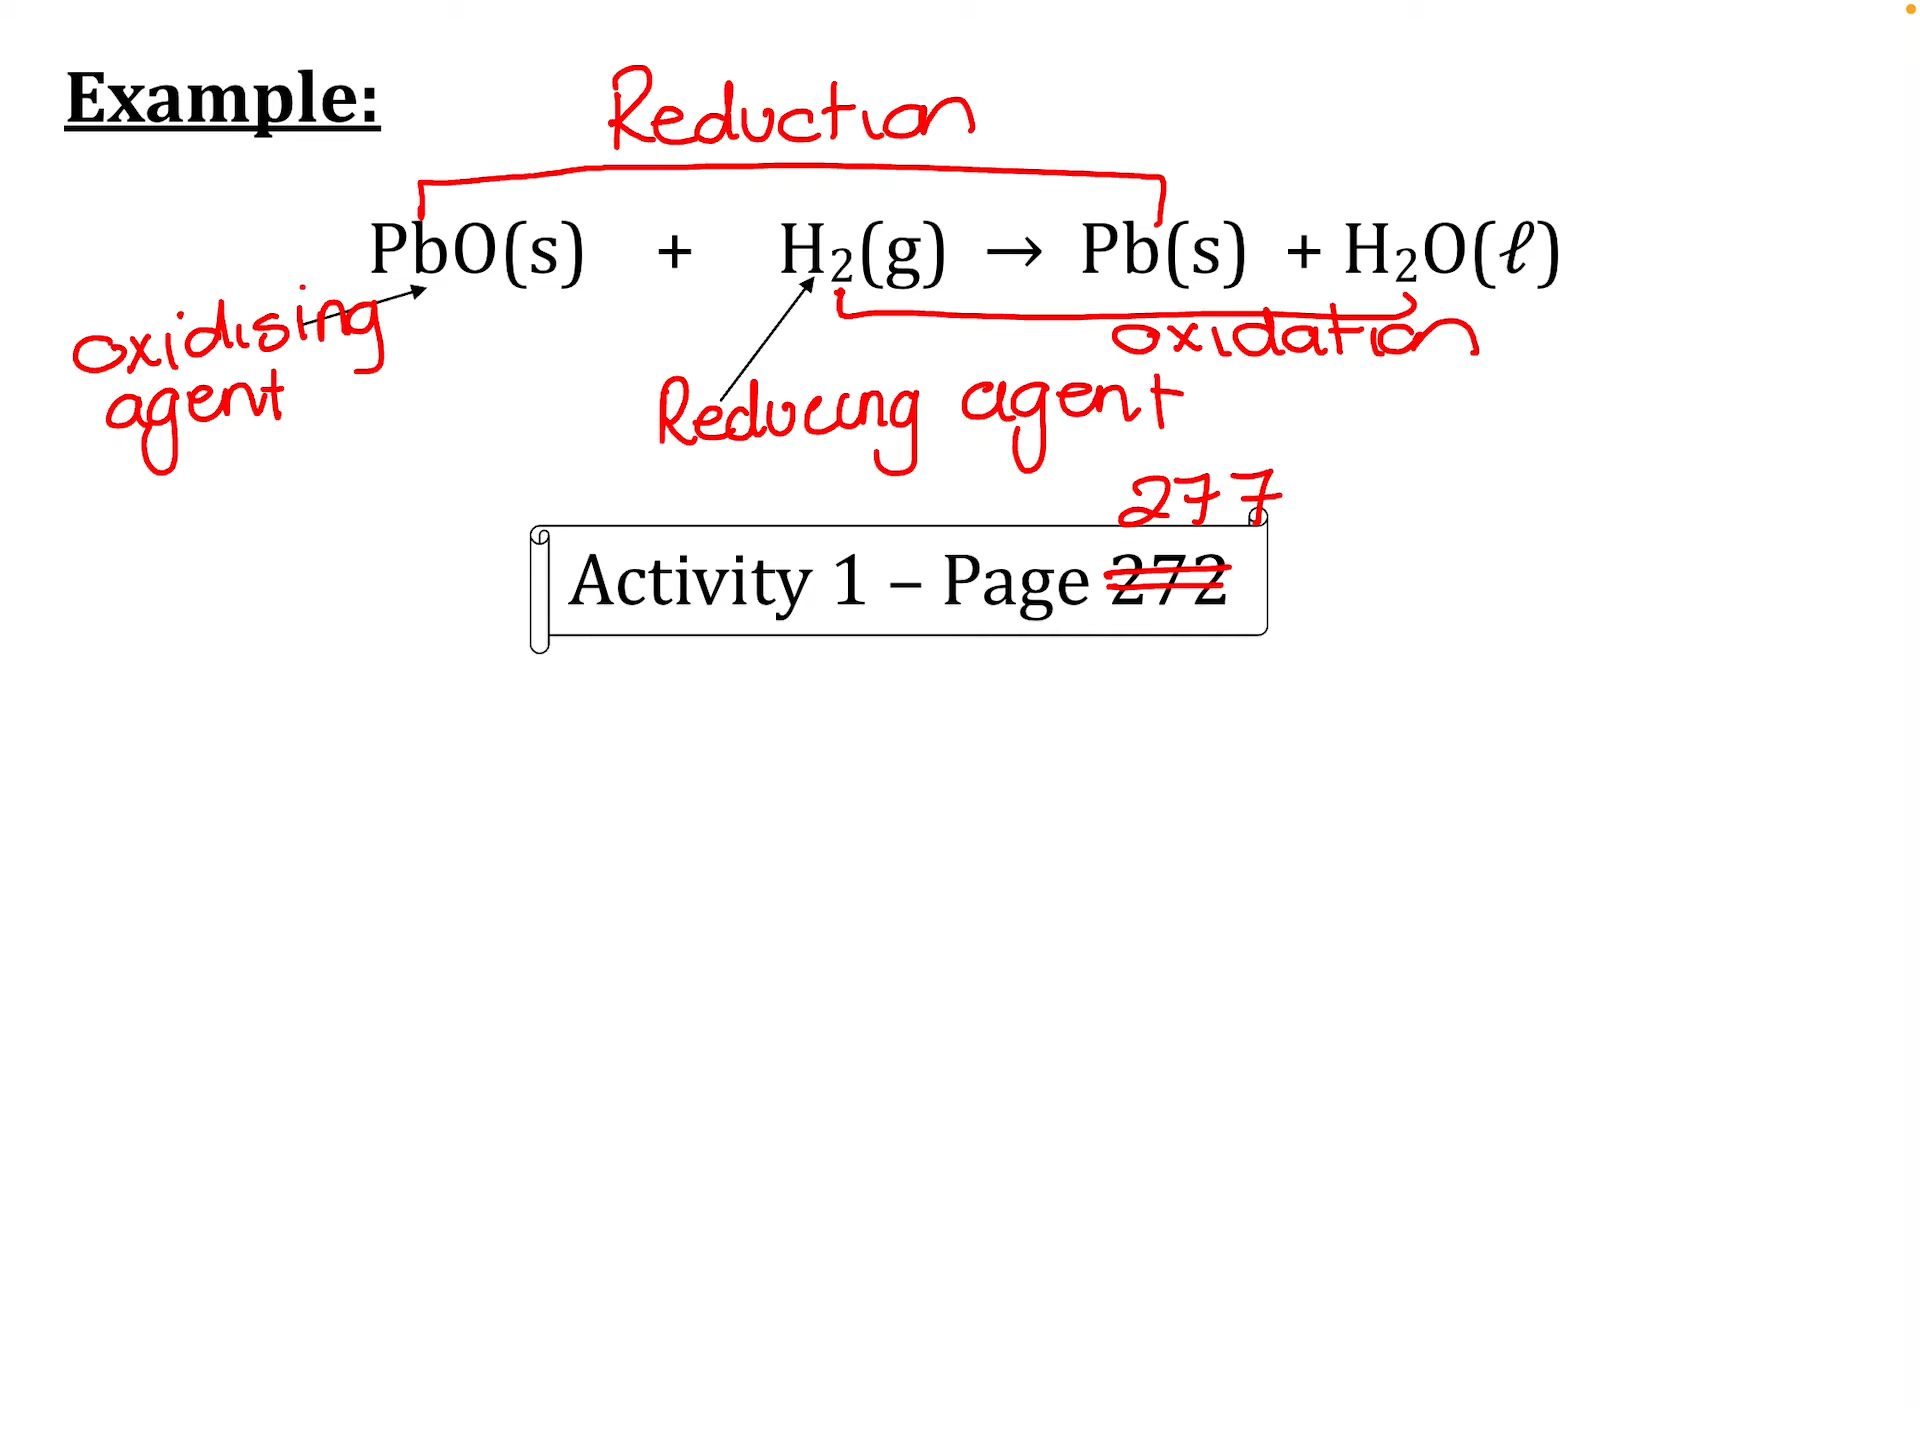 Example:
Reduction
PbO(s) + H₂(g) → Pb(s) + H₂O(ℓ)
oxidising
agent
oxidation
Reducing agent
277
Activity 1 – Page 272